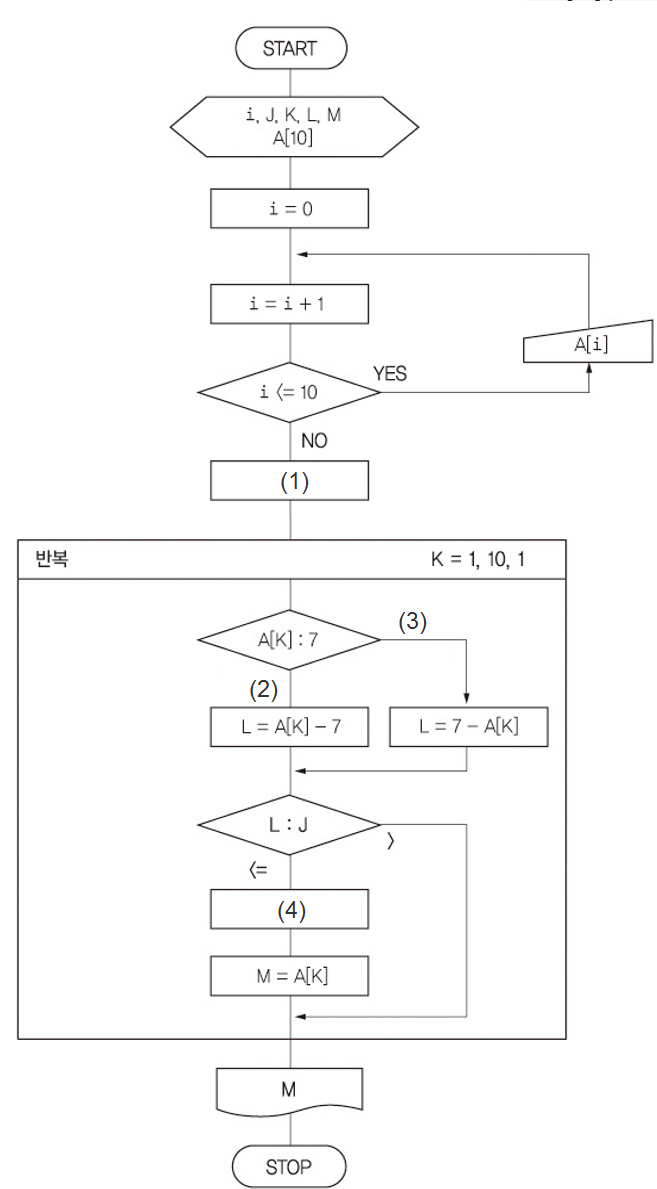 START
i, J, K, L, M
A[10]
i = 0
i = i + 1
A[i]
YES
i <= 10
NO
(1)
반복 K = 1, 10, 1
(3)
A[K] : 7
(2)
L = A[K] - 7 L = 7 - A[K]
L : J
>
<=
(4)
M = A[K]
M
STOP